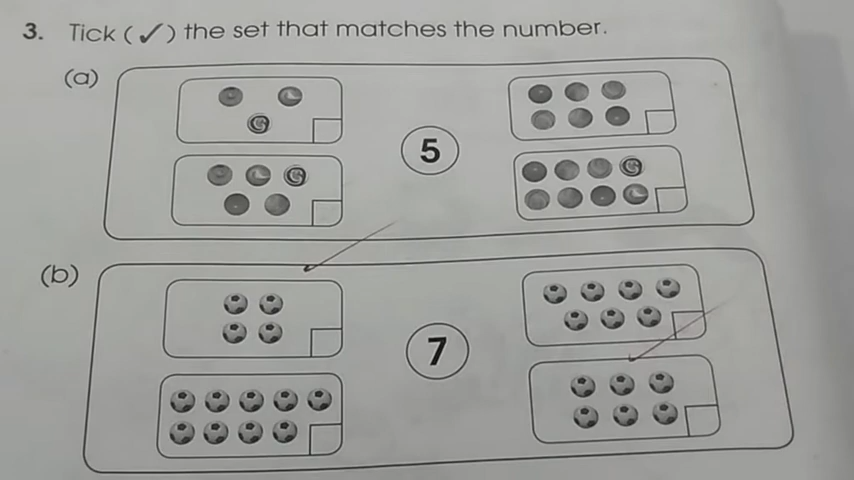 3. Tick (✓) the set that matches the number.
(a)
5
(b)
7